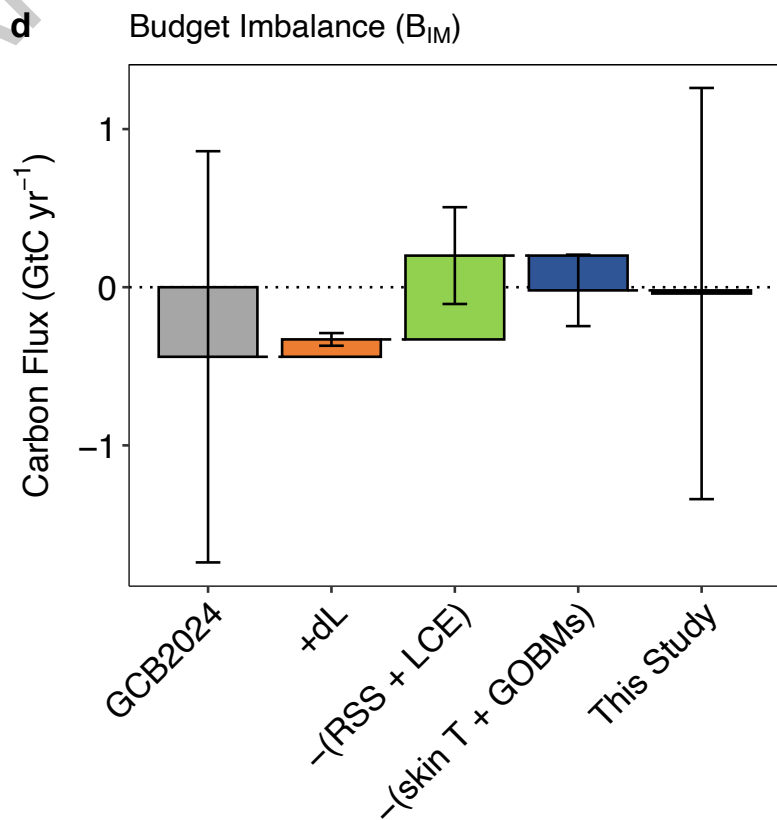 d Budget Imbalance (B_IM)
Carbon Flux (GtC yr⁻¹)
1
0
−1
GCB2024
+dL
−(RSS + LCE)
−(skin T + GOBMs)
This Study